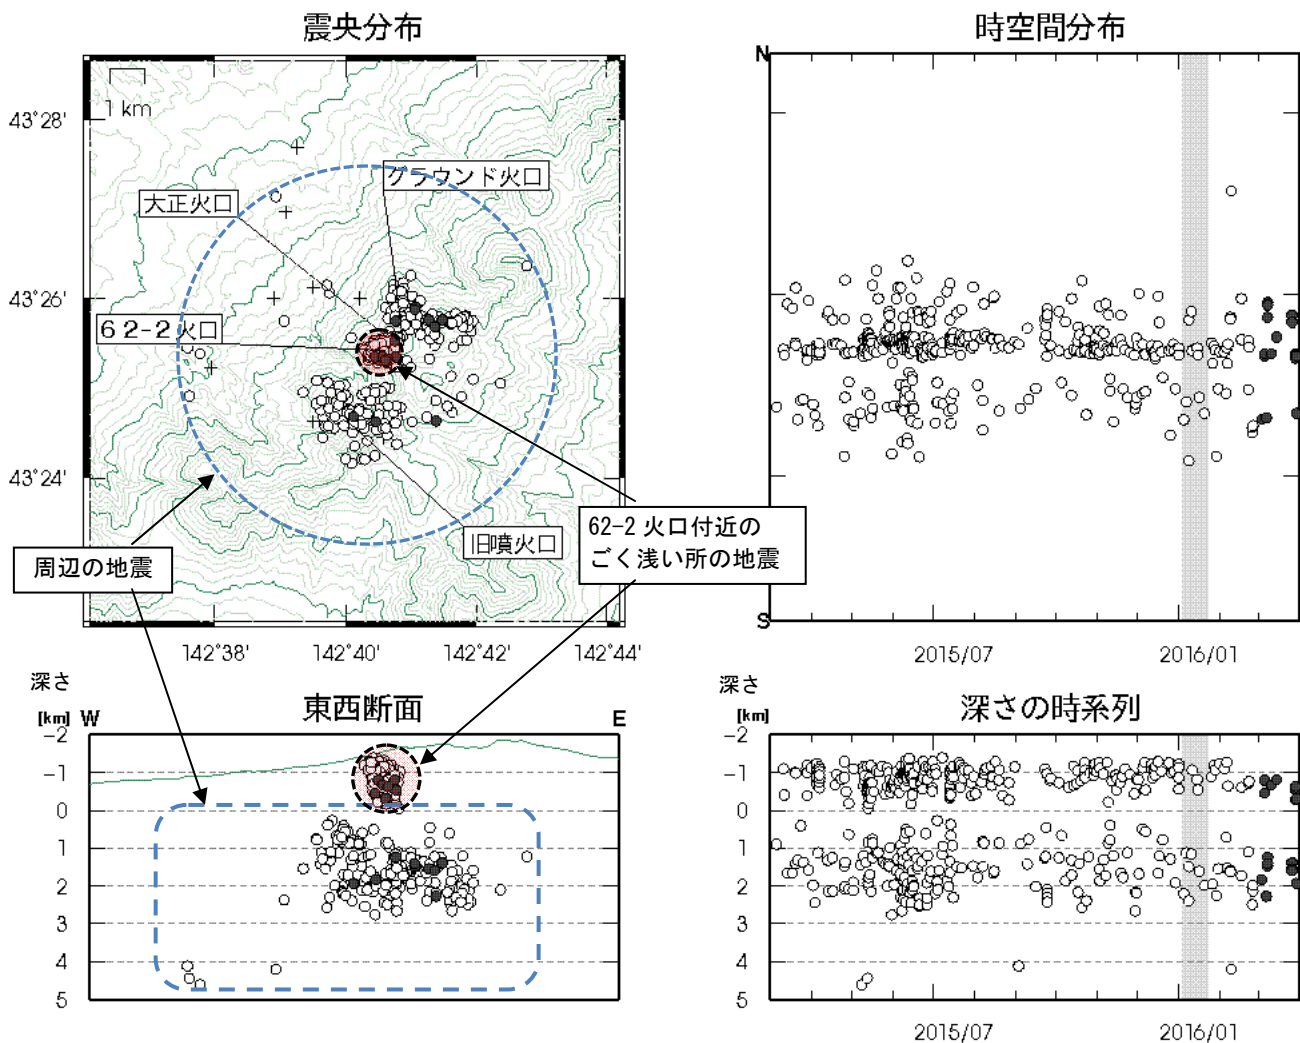 震央分布
時空間分布
1 km
43°28'
43°26'
43°24'
グラウンド火口
大正火口
62-2火口
旧噴火口
周辺の地震
62-2 火口付近の
ごく浅い所の地震
142°38'
142°40'
142°42'
142°44'
N
S
2015/07
2016/01
深さ
[km]
W
東西断面
E
-2
-1
0
1
2
3
4
5
深さ
[km]
深さの時系列
-2
-1
0
1
2
3
4
5
2015/07
2016/01